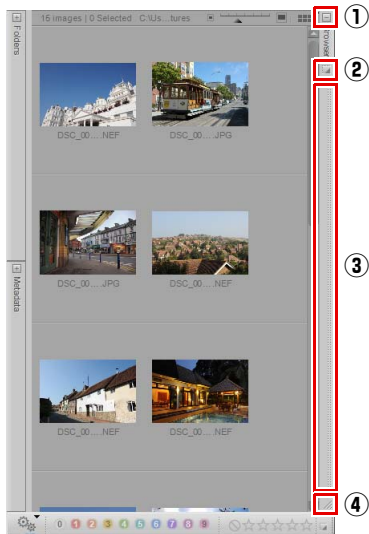 15 images | 0 Selected C:\Us...tures
①
Folders
Browser
②
DSC_00....NEF
DSC_00....JPG
③
DSC_00....JPG
DSC_00....NEF
Metadata
DSC_00....NEF
DSC_00....NEF
④
0 1 2 3 4 5 6 7 8 9